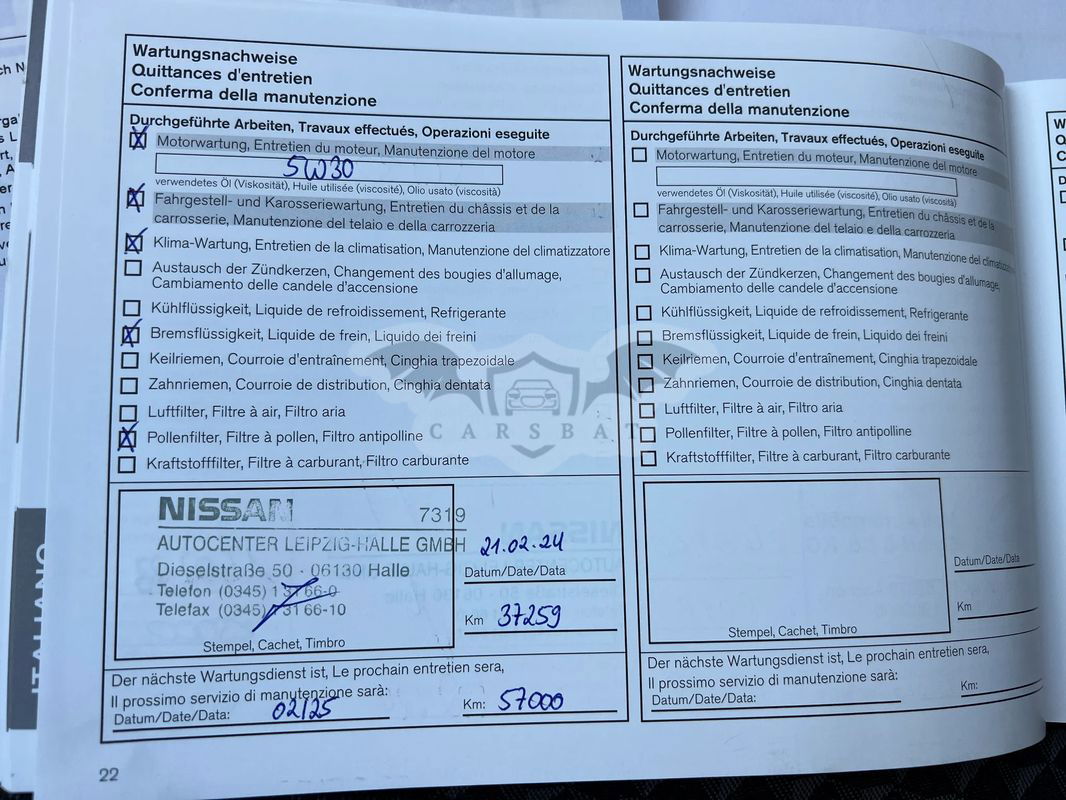 Wartungsnachweise
Quittances d'entretien
Conferma della manutenzione
Durchgeführte Arbeiten, Travaux effectués, Operazioni eseguite
Motorwartung, Entretien du moteur, Manutenzione del motore
5W30
verwendetes Öl (Viskosität), Huile utilisée (viscosité), Olio usato (viscosità)
Fahrgestell- und Karosseriewartung, Entretien du châssis et de la
carrosserie, Manutenzione del telaio e della carrozzeria
Klima-Wartung, Entretien de la climatisation, Manutenzione del climatizzatore
Austausch der Zündkerzen, Changement des bougies d'allumage,
Cambiamento delle candele d'accensione
Kühlflüssigkeit, Liquide de refroidissement, Refrigerante
Bremsflüssigkeit, Liquide de frein, Liquido dei freini
Keilriemen, Courroie d'entraînement, Cinghia trapezoidale
Zahnriemen, Courroie de distribution, Cinghia dentata
Luftfilter, Filtre à air, Filtro aria
Pollenfilter, Filtre à pollen, Filtro antipolline
Kraftstofffilter, Filtre à carburant, Filtro carburante
NISSAN 7319
AUTOCENTER LEIPZIG-HALLE GMBH
Dieselstraße 50 · 06130 Halle
Telefon (0345) 1 31 66-0
Telefax (0345) 1 31 66-10
Stempel, Cachet, Timbro
21.02.24
Datum/Date/Data
Km 37259
Der nächste Wartungsdienst ist, Le prochain entretien sera,
Il prossimo servizio di manutenzione sarà:
Datum/Date/Data: 02/25
Km: 57000
22
Wartungsnachweise
Quittances d'entretien
Conferma della manutenzione
Durchgeführte Arbeiten, Travaux effectués, Operazioni eseguite
Motorwartung, Entretien du moteur, Manutenzione del motore
verwendetes Öl (Viskosität), Huile utilisée (viscosité), Olio usato (viscosità)
Fahrgestell- und Karosseriewartung, Entretien du châssis et de la
carrosserie, Manutenzione del telaio e della carrozzeria
Klima-Wartung, Entretien de la climatisation, Manutenzione del climatizzatore
Austausch der Zündkerzen, Changement des bougies d'allumage,
Cambiamento delle candele d'accensione
Kühlflüssigkeit, Liquide de refroidissement, Refrigerante
Bremsflüssigkeit, Liquide de frein, Liquido dei freini
Keilriemen, Courroie d'entraînement, Cinghia trapezoidale
Zahnriemen, Courroie de distribution, Cinghia dentata
Luftfilter, Filtre à air, Filtro aria
Pollenfilter, Filtre à pollen, Filtro antipolline
Kraftstofffilter, Filtre à carburant, Filtro carburante
Stempel, Cachet, Timbro
Datum/Date/Data
Km
Der nächste Wartungsdienst ist, Le prochain entretien sera,
Il prossimo servizio di manutenzione sarà:
Datum/Date/Data:
Km:
ITALIANO
CARSBAT